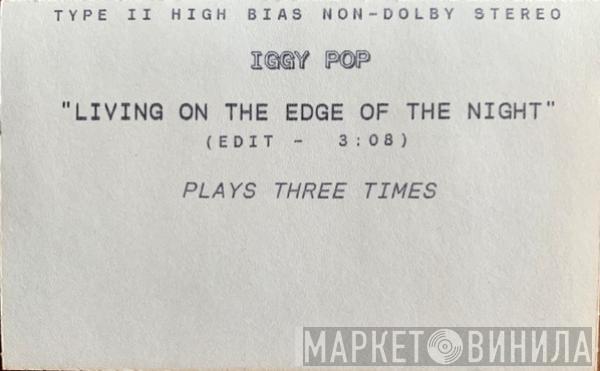 TYPE II HIGH BIAS NON-DOLBY STEREO
IGGY POP
"LIVING ON THE EDGE OF THE NIGHT"
(EDIT - 3:08)
PLAYS THREE TIMES
МАРКЕТ ВИНИЛА